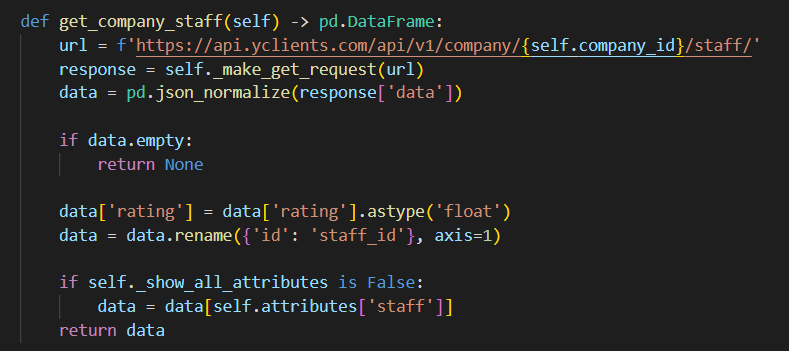 def get_company_staff(self) -> pd.DataFrame:
    url = f'https://api.yclients.com/api/v1/company/{self.company_id}/staff/'
    response = self._make_get_request(url)
    data = pd.json_normalize(response['data'])

    if data.empty:
        return None

    data['rating'] = data['rating'].astype('float')
    data = data.rename({'id': 'staff_id'}, axis=1)

    if self._show_all_attributes is False:
        data = data[self.attributes['staff']]
    return data